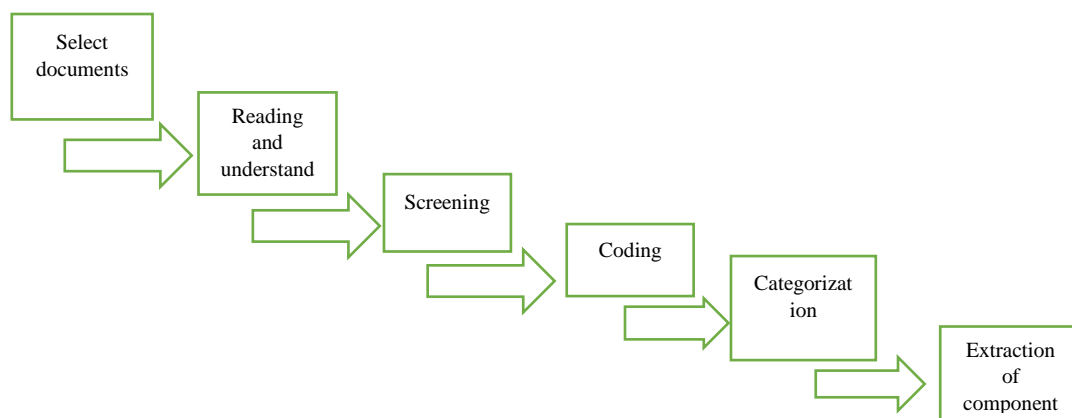 Select
documents
Reading
and
understand
Screening
Coding
Categorizat
ion
Extraction
of
component